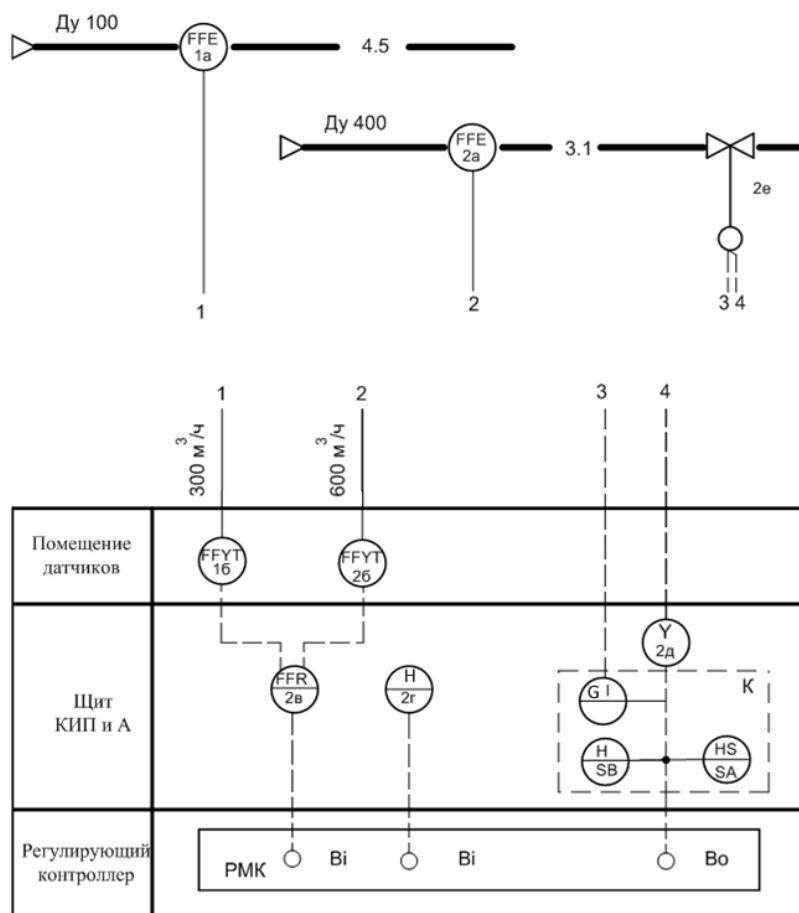 Ду 100
FFE
1а
4.5
Ду 400
FFE
2а
3.1
2е
1
2
3 4
1
2
3
4
300 м³/ч
600 м³/ч
Помещение
датчиков
FFYT
1б
FFYT
2б
Щит
КИП и А
FFR
2в
H
2г
Y
2д
G I
К
H
SB
HS
SA
Регулирующий
контроллер
РМК
Bi
Bi
Bo